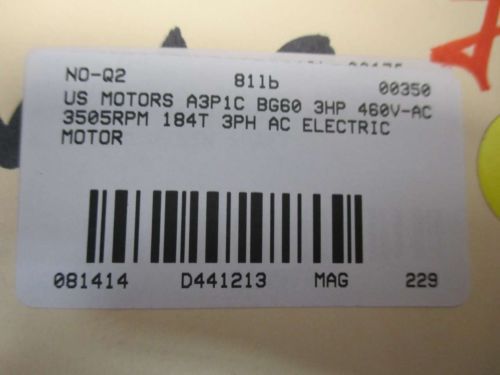 NO-Q2 81lb 00350
US MOTORS A3P1C BG60 3HP 460V-AC
3505RPM 184T 3PH AC ELECTRIC
MOTOR
081414 D441213 MAG 229